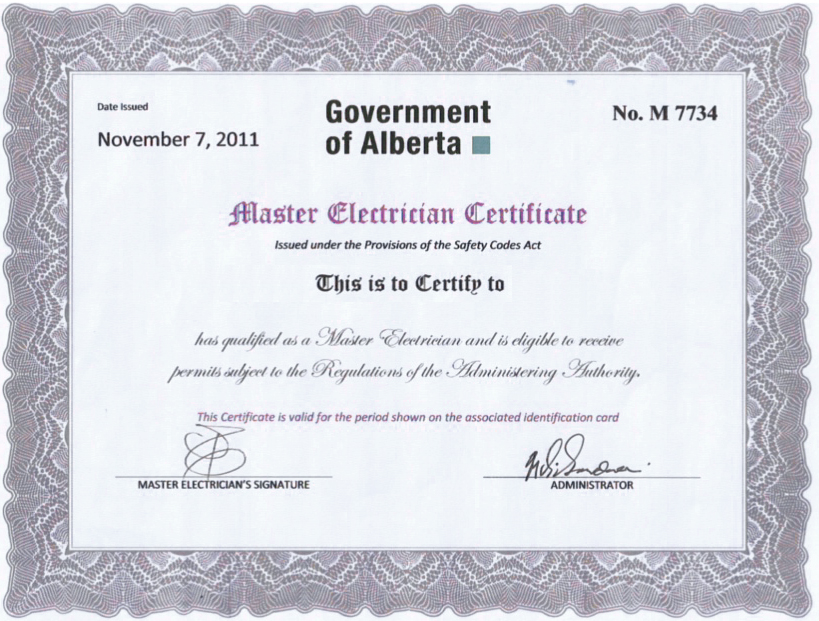 Date Issued
November 7, 2011
Government
of Alberta
No. M 7734
Master Electrician Certificate
Issued under the Provisions of the Safety Codes Act
This is to Certify to
has qualified as a Master Electrician and is eligible to receive
permits subject to the Regulations of the Administering Authority.
This Certificate is valid for the period shown on the associated identification card
MASTER ELECTRICIAN'S SIGNATURE
ADMINISTRATOR